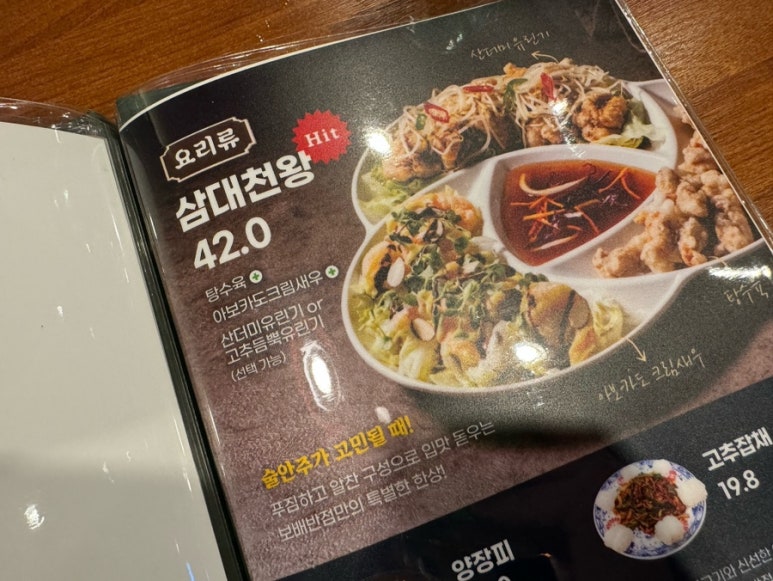 산더미유린기
요리류
Hit
삼대천왕
42.0
탕수육 +
아보카도크림새우 +
산더미유린기 or
고추듬뿍유린기
(선택 가능)
탕수육
아보카도크림새우
술안주가 고민될 때!
푸짐하고 알찬 구성으로 입맛 돋우는
보배반점만의 특별한 한상!
고추잡채
19.8
양장피